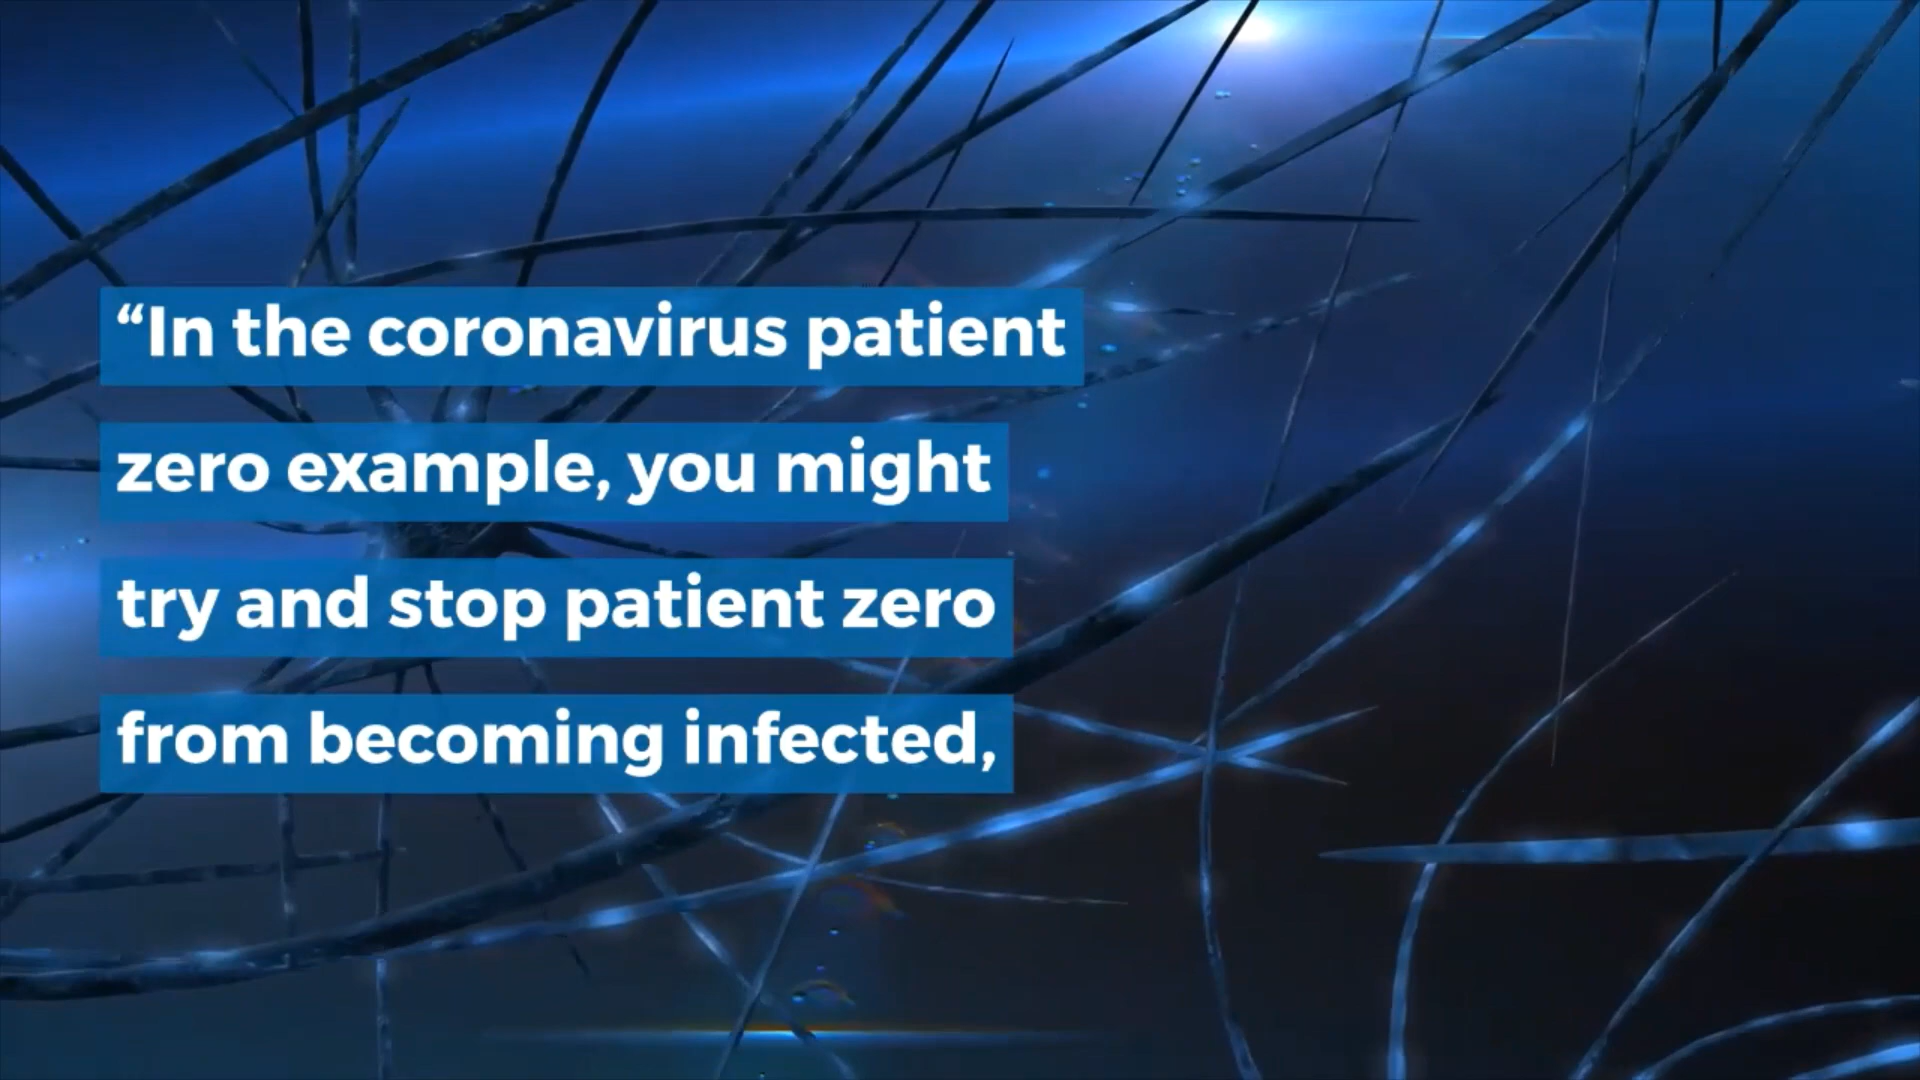 “In the coronavirus patient
zero example, you might
try and stop patient zero
from becoming infected,